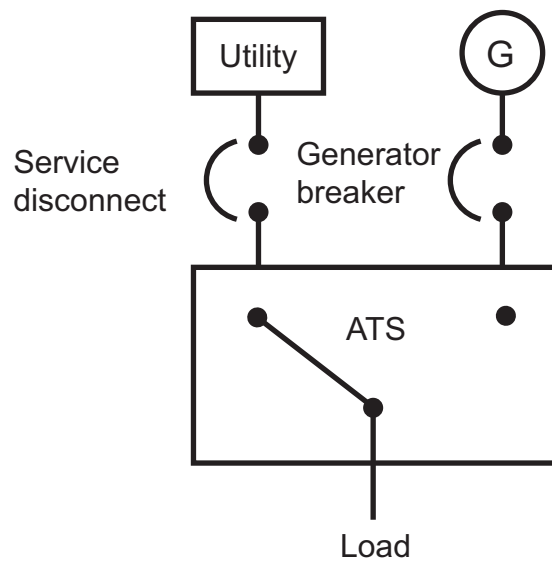 Utility
G
Service
disconnect
Generator
breaker
ATS
Load